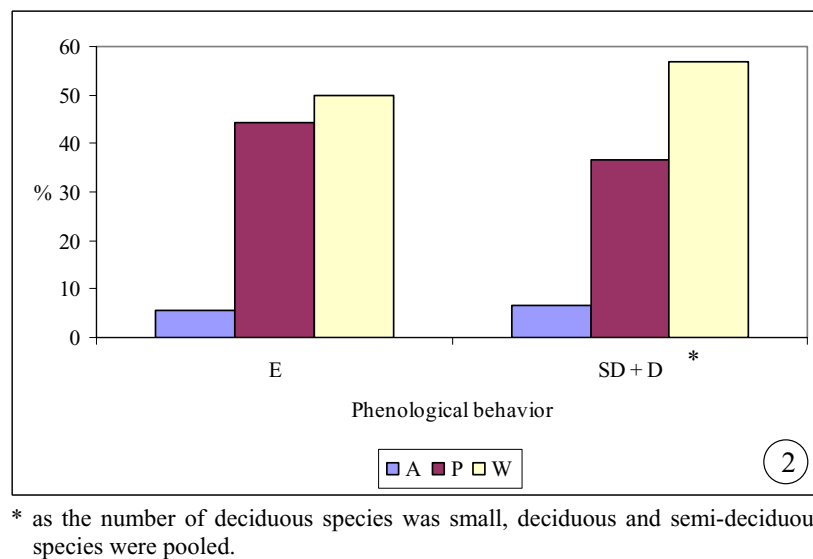 60
50
40
% 30
20
10
0
E
SD + D *
Phenological behavior
A P W
2
* as the number of deciduous species was small, deciduous and semi-deciduou
species were pooled.